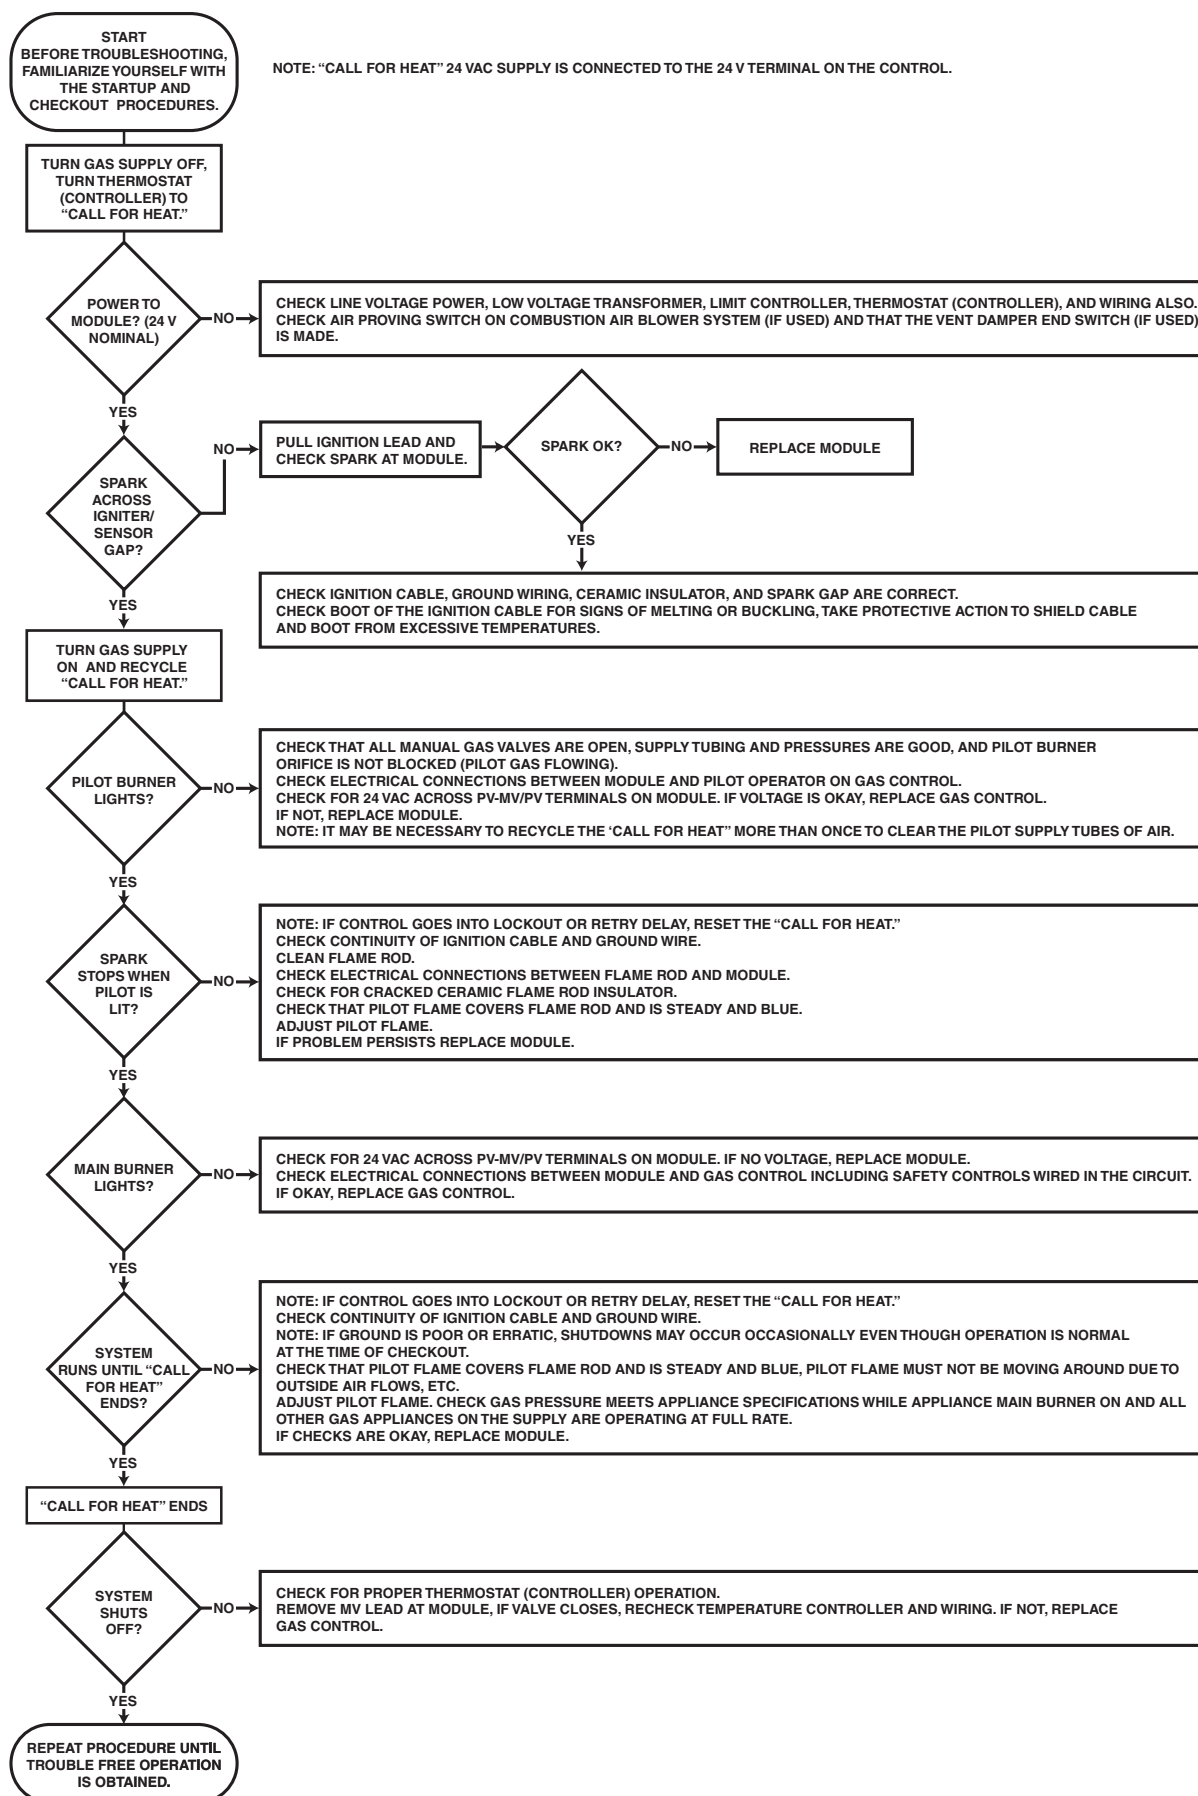 START
BEFORE TROUBLESHOOTING,
FAMILIARIZE YOURSELF WITH
THE STARTUP AND
CHECKOUT PROCEDURES.
NOTE: “CALL FOR HEAT” 24 VAC SUPPLY IS CONNECTED TO THE 24 V TERMINAL ON THE CONTROL.
TURN GAS SUPPLY OFF,
TURN THERMOSTAT
(CONTROLLER) TO
“CALL FOR HEAT.”
POWER TO
MODULE? (24 V
NOMINAL)
NO
CHECK LINE VOLTAGE POWER, LOW VOLTAGE TRANSFORMER, LIMIT CONTROLLER, THERMOSTAT (CONTROLLER), AND WIRING ALSO.
CHECK AIR PROVING SWITCH ON COMBUSTION AIR BLOWER SYSTEM (IF USED) AND THAT THE VENT DAMPER END SWITCH (IF USED)
IS MADE.
YES
SPARK
ACROSS
IGNITER/
SENSOR
GAP?
NO
PULL IGNITION LEAD AND
CHECK SPARK AT MODULE.
SPARK OK?
NO
REPLACE MODULE
YES
CHECK IGNITION CABLE, GROUND WIRING, CERAMIC INSULATOR, AND SPARK GAP ARE CORRECT.
CHECK BOOT OF THE IGNITION CABLE FOR SIGNS OF MELTING OR BUCKLING, TAKE PROTECTIVE ACTION TO SHIELD CABLE
AND BOOT FROM EXCESSIVE TEMPERATURES.
YES
TURN GAS SUPPLY
ON AND RECYCLE
“CALL FOR HEAT.”
PILOT BURNER
LIGHTS?
NO
CHECK THAT ALL MANUAL GAS VALVES ARE OPEN, SUPPLY TUBING AND PRESSURES ARE GOOD, AND PILOT BURNER
ORIFICE IS NOT BLOCKED (PILOT GAS FLOWING).
CHECK ELECTRICAL CONNECTIONS BETWEEN MODULE AND PILOT OPERATOR ON GAS CONTROL.
CHECK FOR 24 VAC ACROSS PV-MV/PV TERMINALS ON MODULE. IF VOLTAGE IS OKAY, REPLACE GAS CONTROL.
IF NOT, REPLACE MODULE.
NOTE: IT MAY BE NECESSARY TO RECYCLE THE ‘CALL FOR HEAT” MORE THAN ONCE TO CLEAR THE PILOT SUPPLY TUBES OF AIR.
YES
SPARK
STOPS WHEN
PILOT IS
LIT?
NO
NOTE: IF CONTROL GOES INTO LOCKOUT OR RETRY DELAY, RESET THE “CALL FOR HEAT.”
CHECK CONTINUITY OF IGNITION CABLE AND GROUND WIRE.
CLEAN FLAME ROD.
CHECK ELECTRICAL CONNECTIONS BETWEEN FLAME ROD AND MODULE.
CHECK FOR CRACKED CERAMIC FLAME ROD INSULATOR.
CHECK THAT PILOT FLAME COVERS FLAME ROD AND IS STEADY AND BLUE.
ADJUST PILOT FLAME.
IF PROBLEM PERSISTS REPLACE MODULE.
YES
MAIN BURNER
LIGHTS?
NO
CHECK FOR 24 VAC ACROSS PV-MV/PV TERMINALS ON MODULE. IF NO VOLTAGE, REPLACE MODULE.
CHECK ELECTRICAL CONNECTIONS BETWEEN MODULE AND GAS CONTROL INCLUDING SAFETY CONTROLS WIRED IN THE CIRCUIT.
IF OKAY, REPLACE GAS CONTROL.
YES
SYSTEM
RUNS UNTIL “CALL
FOR HEAT”
ENDS?
NO
NOTE: IF CONTROL GOES INTO LOCKOUT OR RETRY DELAY, RESET THE “CALL FOR HEAT.”
CHECK CONTINUITY OF IGNITION CABLE AND GROUND WIRE.
NOTE: IF GROUND IS POOR OR ERRATIC, SHUTDOWNS MAY OCCUR OCCASIONALLY EVEN THOUGH OPERATION IS NORMAL
AT THE TIME OF CHECKOUT.
CHECK THAT PILOT FLAME COVERS FLAME ROD AND IS STEADY AND BLUE, PILOT FLAME MUST NOT BE MOVING AROUND DUE TO
OUTSIDE AIR FLOWS, ETC.
ADJUST PILOT FLAME. CHECK GAS PRESSURE MEETS APPLIANCE SPECIFICATIONS WHILE APPLIANCE MAIN BURNER ON AND ALL
OTHER GAS APPLIANCES ON THE SUPPLY ARE OPERATING AT FULL RATE.
IF CHECKS ARE OKAY, REPLACE MODULE.
YES
“CALL FOR HEAT” ENDS
SYSTEM
SHUTS
OFF?
NO
CHECK FOR PROPER THERMOSTAT (CONTROLLER) OPERATION.
REMOVE MV LEAD AT MODULE, IF VALVE CLOSES, RECHECK TEMPERATURE CONTROLLER AND WIRING. IF NOT, REPLACE
GAS CONTROL.
YES
REPEAT PROCEDURE UNTIL
TROUBLE FREE OPERATION
IS OBTAINED.